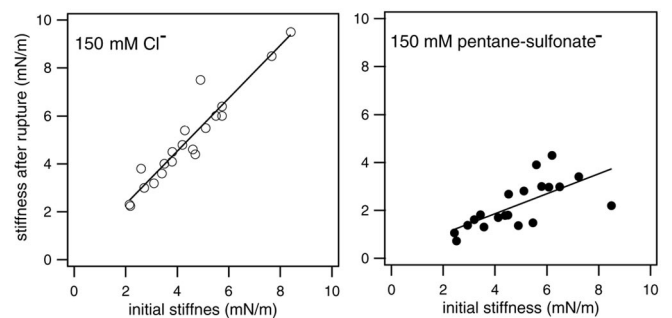 150 mM Cl⁻
stiffness after rupture (mN/m)
10
8
6
4
2
0
0 2 4 6 8 10
initial stiffnes (mN/m)
150 mM pentane-sulfonate⁻
10
8
6
4
2
0
0 2 4 6 8 10
initial stiffness (mN/m)